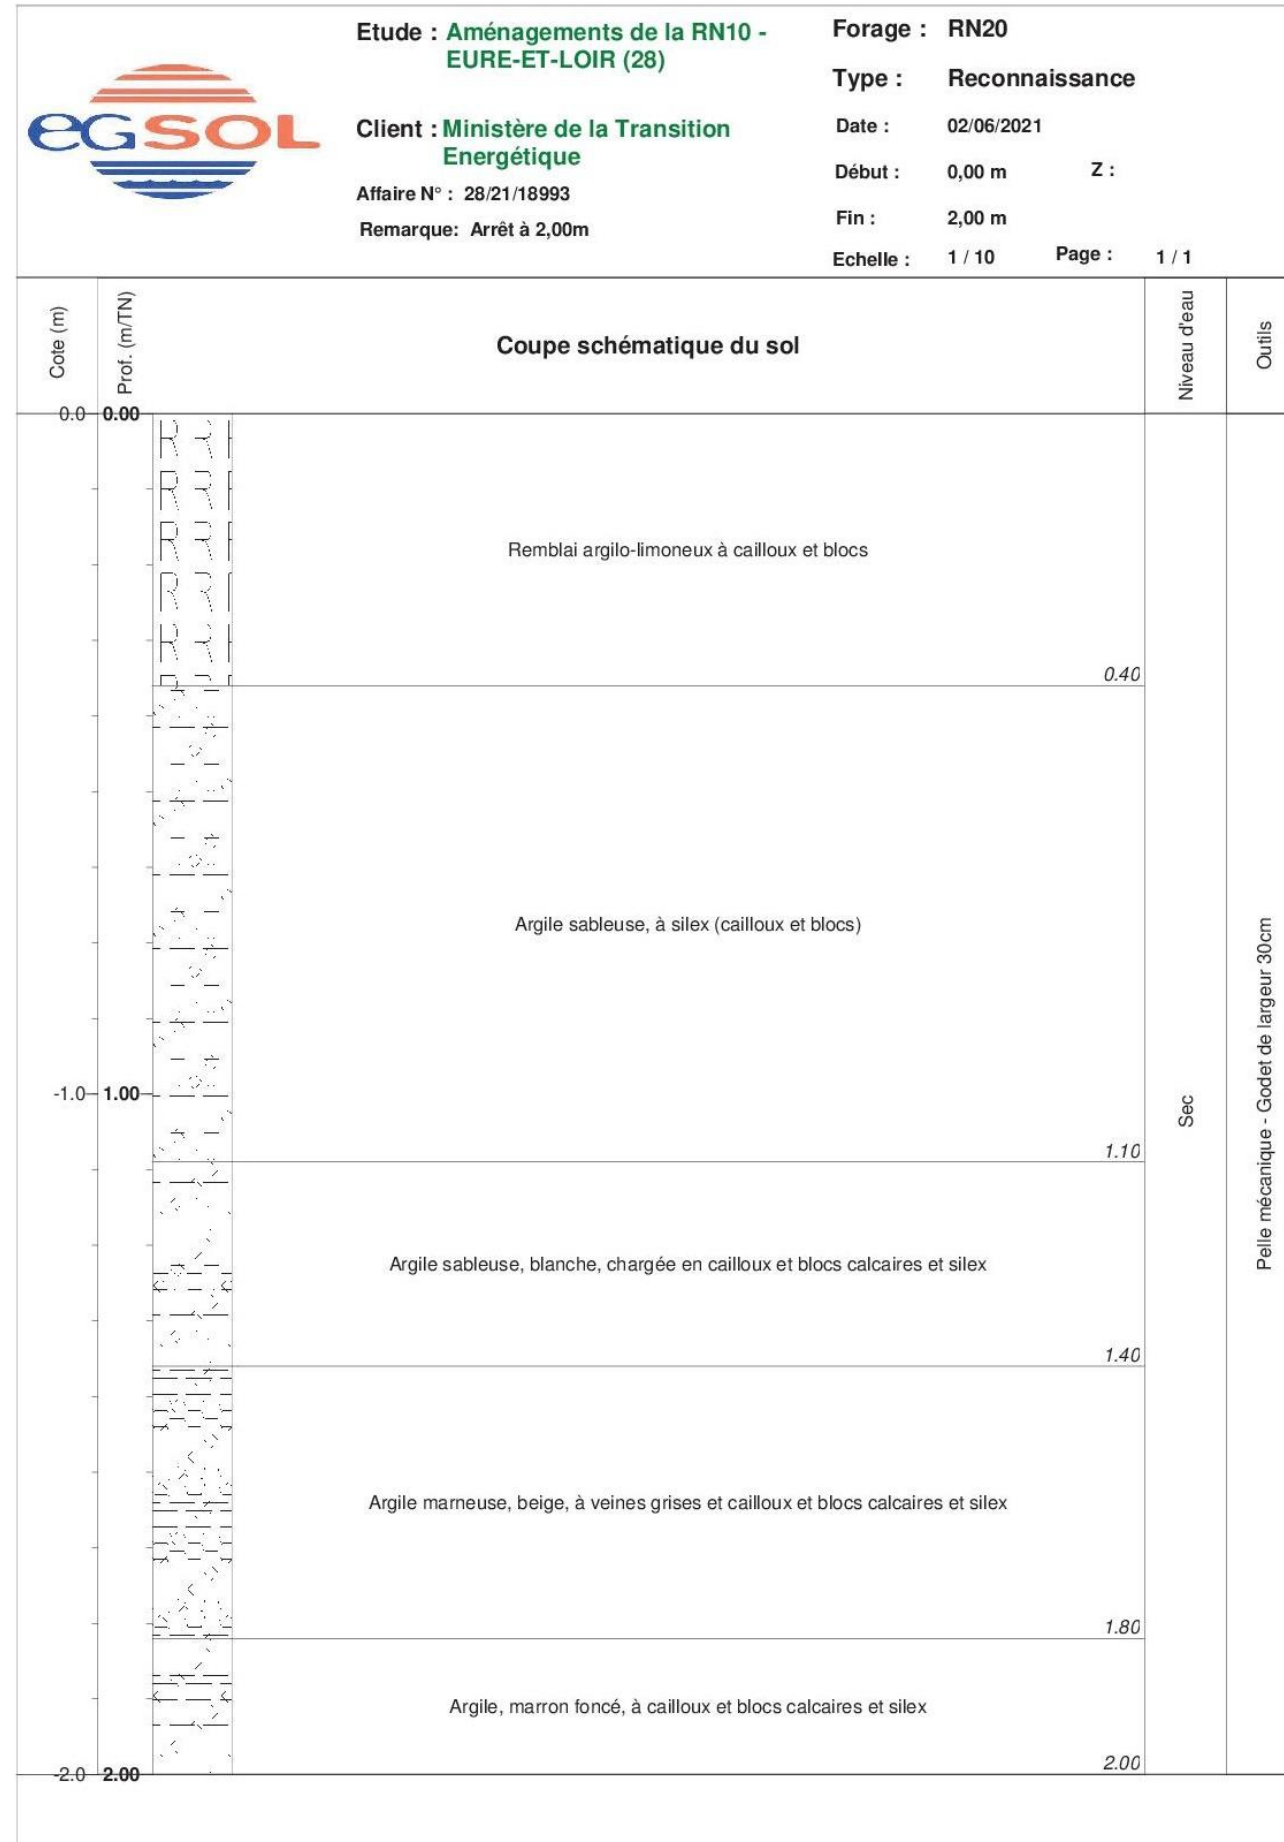 eGSOL
Etude : Aménagements de la RN10 -
EURE-ET-LOIR (28)
Client : Ministère de la Transition
Energétique
Affaire N° : 28/21/18993
Remarque: Arrêt à 2,00m
Forage : RN20
Type : Reconnaissance
Date : 02/06/2021
Début : 0,00 m Z :
Fin : 2,00 m
Echelle : 1 / 10 Page : 1 / 1
Cote (m)
Prof. (m/TN)
Coupe schématique du sol
Niveau d'eau
Outils
0.0 0.00
R R
R R
R R
R R
R R
Remblai argilo-limoneux à cailloux et blocs
0.40
Argile sableuse, à silex (cailloux et blocs)
-1.0 1.00
1.10
Argile sableuse, blanche, chargée en cailloux et blocs calcaires et silex
1.40
Argile marneuse, beige, à veines grises et cailloux et blocs calcaires et silex
1.80
Argile, marron foncé, à cailloux et blocs calcaires et silex
2.00
-2.0 2.00
Sec
Pelle mécanique - Godet de largeur 30cm